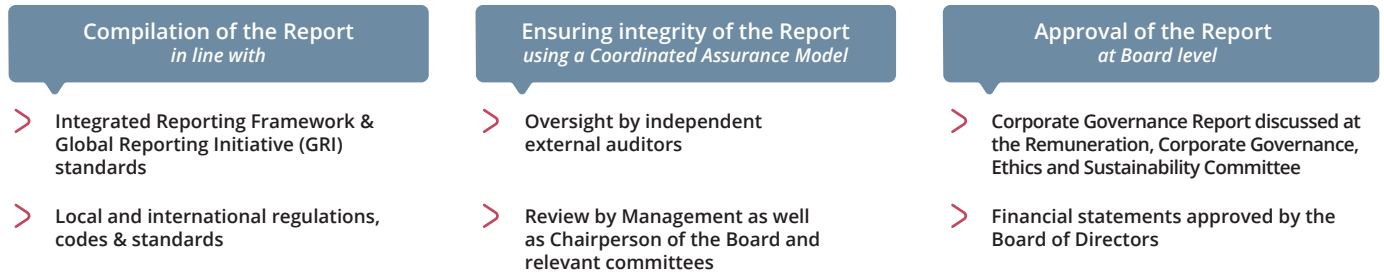 Compilation of the Report
in line with
Integrated Reporting Framework &
Global Reporting Initiative (GRI)
standards
Local and international regulations,
codes & standards
Ensuring integrity of the Report
using a Coordinated Assurance Model
Oversight by independent
external auditors
Review by Management as well
as Chairperson of the Board and
relevant committees
Approval of the Report
at Board level
Corporate Governance Report discussed at
the Remuneration, Corporate Governance,
Ethics and Sustainability Committee
Financial statements approved by the
Board of Directors